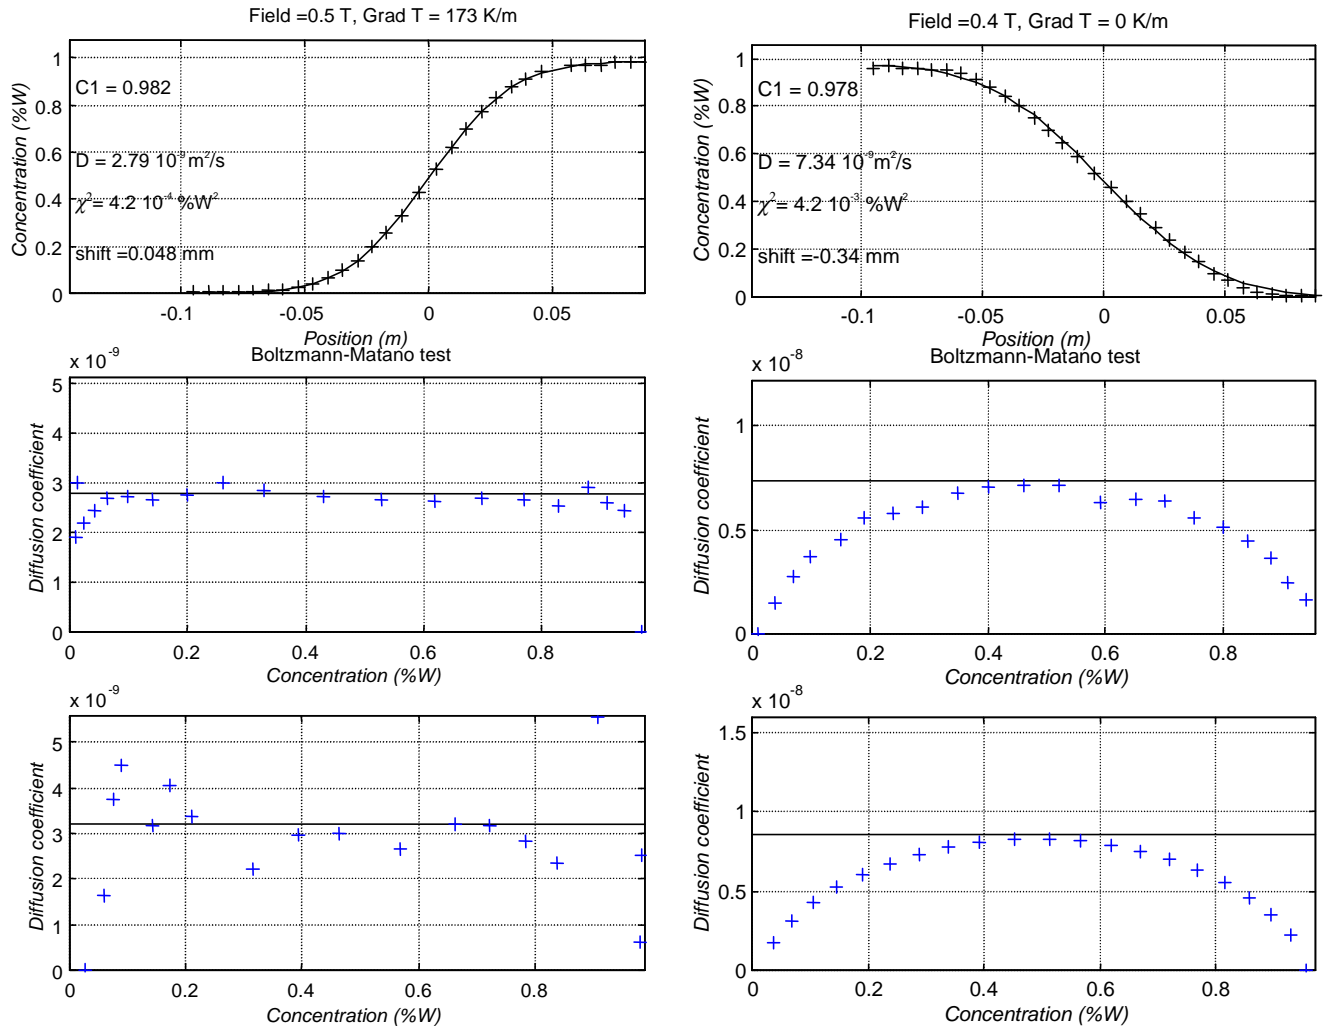 Field =0.5 T, Grad T = 173 K/m
Concentration (%W)
1
0.8
0.6
0.4
0.2
0
C1 = 0.982
D = 2.79 10⁻⁹m²/s
χ²= 4.2 10⁻⁴ %W²
shift =0.048 mm
-0.1
-0.05
0
0.05
Position (m)
Field =0.4 T, Grad T = 0 K/m
Concentration (%W)
1
0.8
0.6
0.4
0.2
0
C1 = 0.978
D = 7.34 10⁻⁹m²/s
χ²= 4.2 10⁻³ %W²
shift =-0.34 mm
-0.1
-0.05
0
0.05
Position (m)
Boltzmann-Matano test
x 10⁻⁹
Diffusion coefficient
5
4
3
2
1
0
0
0.2
0.4
0.6
0.8
Concentration (%W)
Boltzmann-Matano test
x 10⁻⁸
Diffusion coefficient
1
0.5
0
0
0.2
0.4
0.6
0.8
Concentration (%W)
x 10⁻⁹
Diffusion coefficient
5
4
3
2
1
0
0
0.2
0.4
0.6
0.8
Concentration (%W)
x 10⁻⁸
Diffusion coefficient
1.5
1
0.5
0
0
0.2
0.4
0.6
0.8
Concentration (%W)